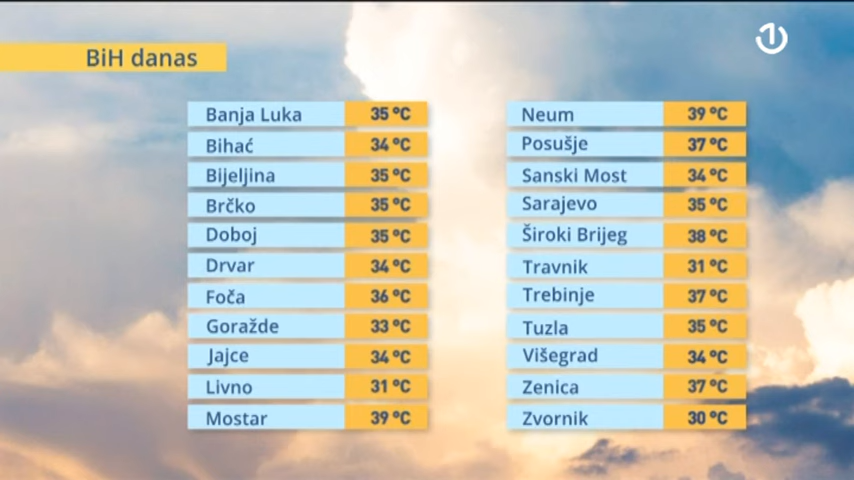 BiH danas
Banja Luka 35 °C
Bihać 34 °C
Bijeljina 35 °C
Brčko 35 °C
Doboj 35 °C
Drvar 34 °C
Foča 36 °C
Goražde 33 °C
Jajce 34 °C
Livno 31 °C
Mostar 39 °C
Neum 39 °C
Posušje 37 °C
Sanski Most 34 °C
Sarajevo 35 °C
Široki Brijeg 38 °C
Travnik 31 °C
Trebinje 37 °C
Tuzla 35 °C
Višegrad 34 °C
Zenica 37 °C
Zvornik 30 °C
1